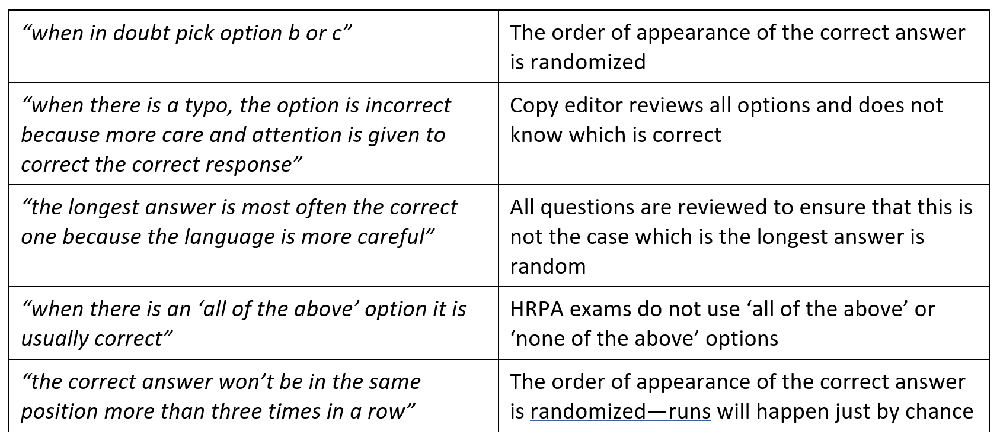 “when in doubt pick option b or c”
The order of appearance of the correct answer
is randomized
“when there is a typo, the option is incorrect
because more care and attention is given to
correct the correct response”
Copy editor reviews all options and does not
know which is correct
“the longest answer is most often the correct
one because the language is more careful”
All questions are reviewed to ensure that this is
not the case which is the longest answer is
random
“when there is an ‘all of the above’ option it is
usually correct”
HRPA exams do not use ‘all of the above’ or
‘none of the above’ options
“the correct answer won’t be in the same
position more than three times in a row”
The order of appearance of the correct answer
is randomized—runs will happen just by chance